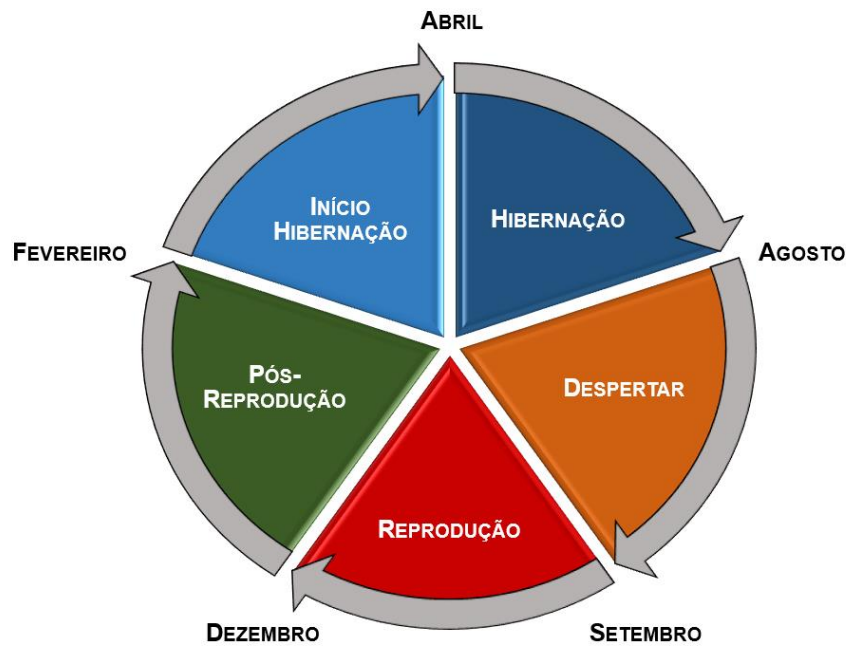 ABRIL
INÍCIO
HIBERNAÇÃO
HIBERNAÇÃO
FEVEREIRO
AGOSTO
PÓS-
REPRODUÇÃO
DESPERTAR
REPRODUÇÃO
DEZEMBRO
SETEMBRO